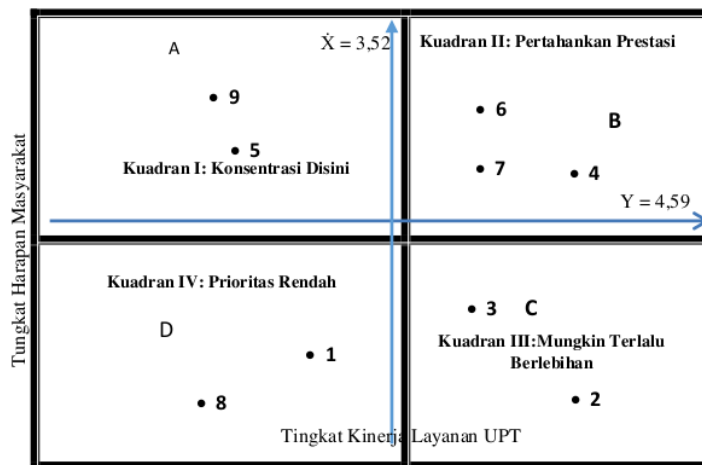 A
Ẋ = 3,52
Kuadran II: Pertahankan Prestasi
9
6
B
5
Kuadran I: Konsentrasi Disini
7
4
Y = 4,59
Tungkat Harapan Masyarakat
Kuadran IV: Prioritas Rendah
3
C
D
Kuadran III:Mungkin Terlalu
Berlebihan
1
8
2
Tingkat Kinerja Layanan UPT